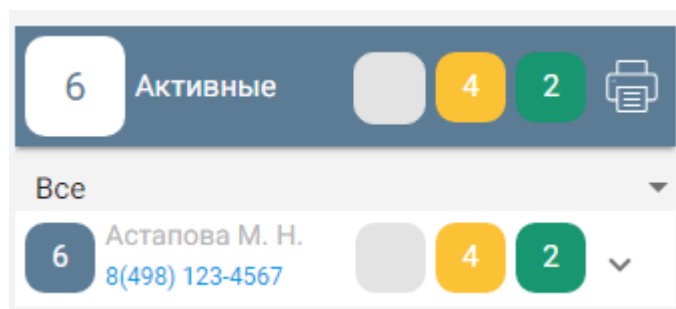 6 Активные 4 2
Все
6 Астапова М. Н. 4 2
8(498) 123-4567